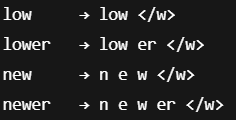 low → low </w>
lower → low er </w>
new → n e w </w>
newer → n e w er </w>